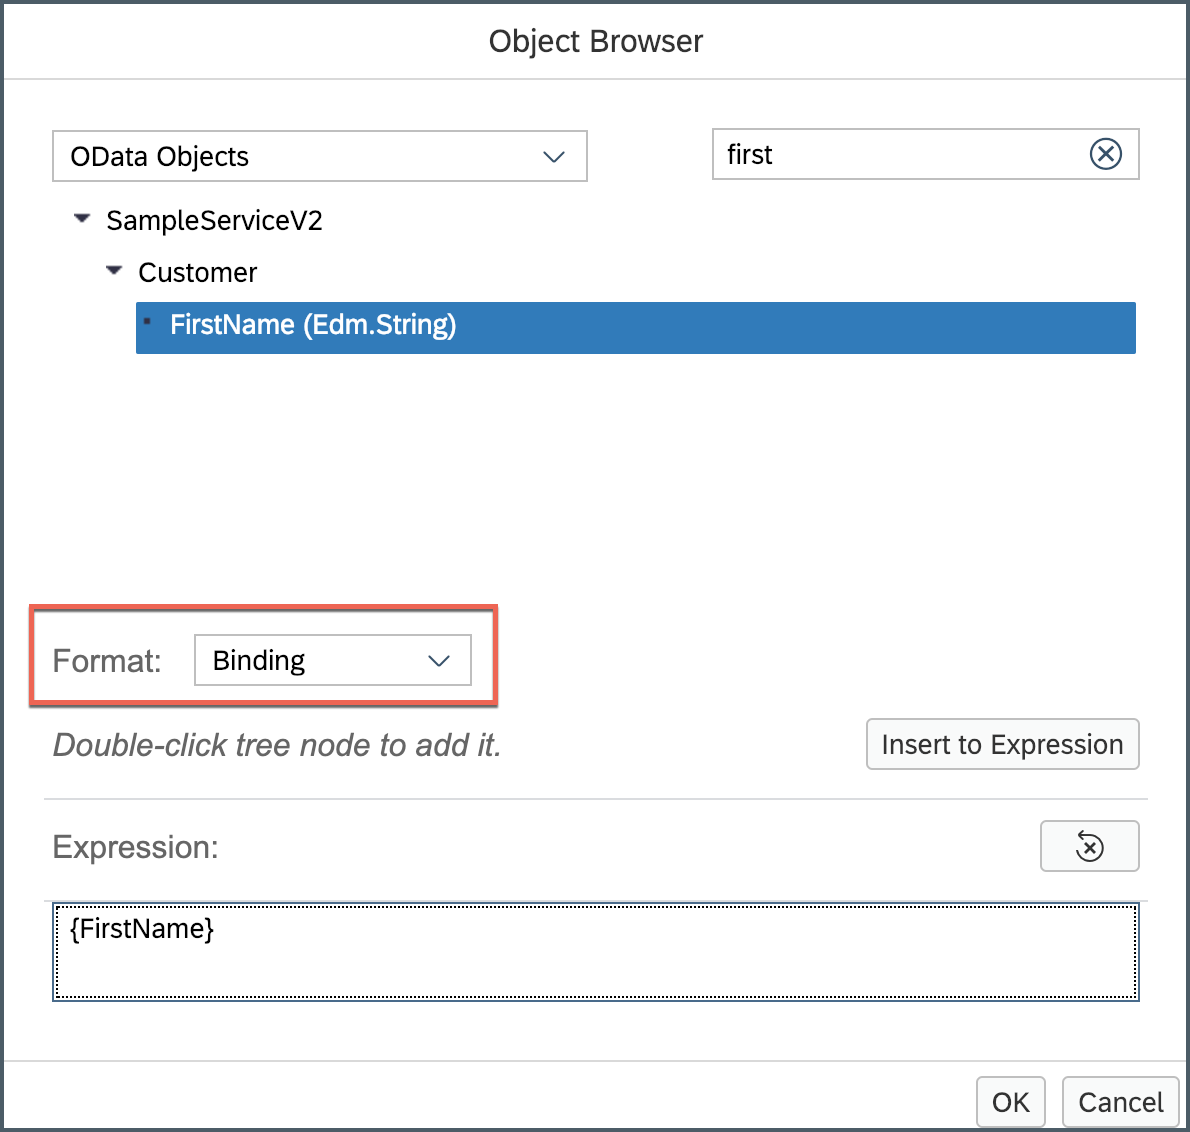 Object Browser
OData Objects
first
SampleServiceV2
Customer
FirstName (Edm.String)
Format:
Binding
Double-click tree node to add it.
Insert to Expression
Expression:
{FirstName}
OK
Cancel